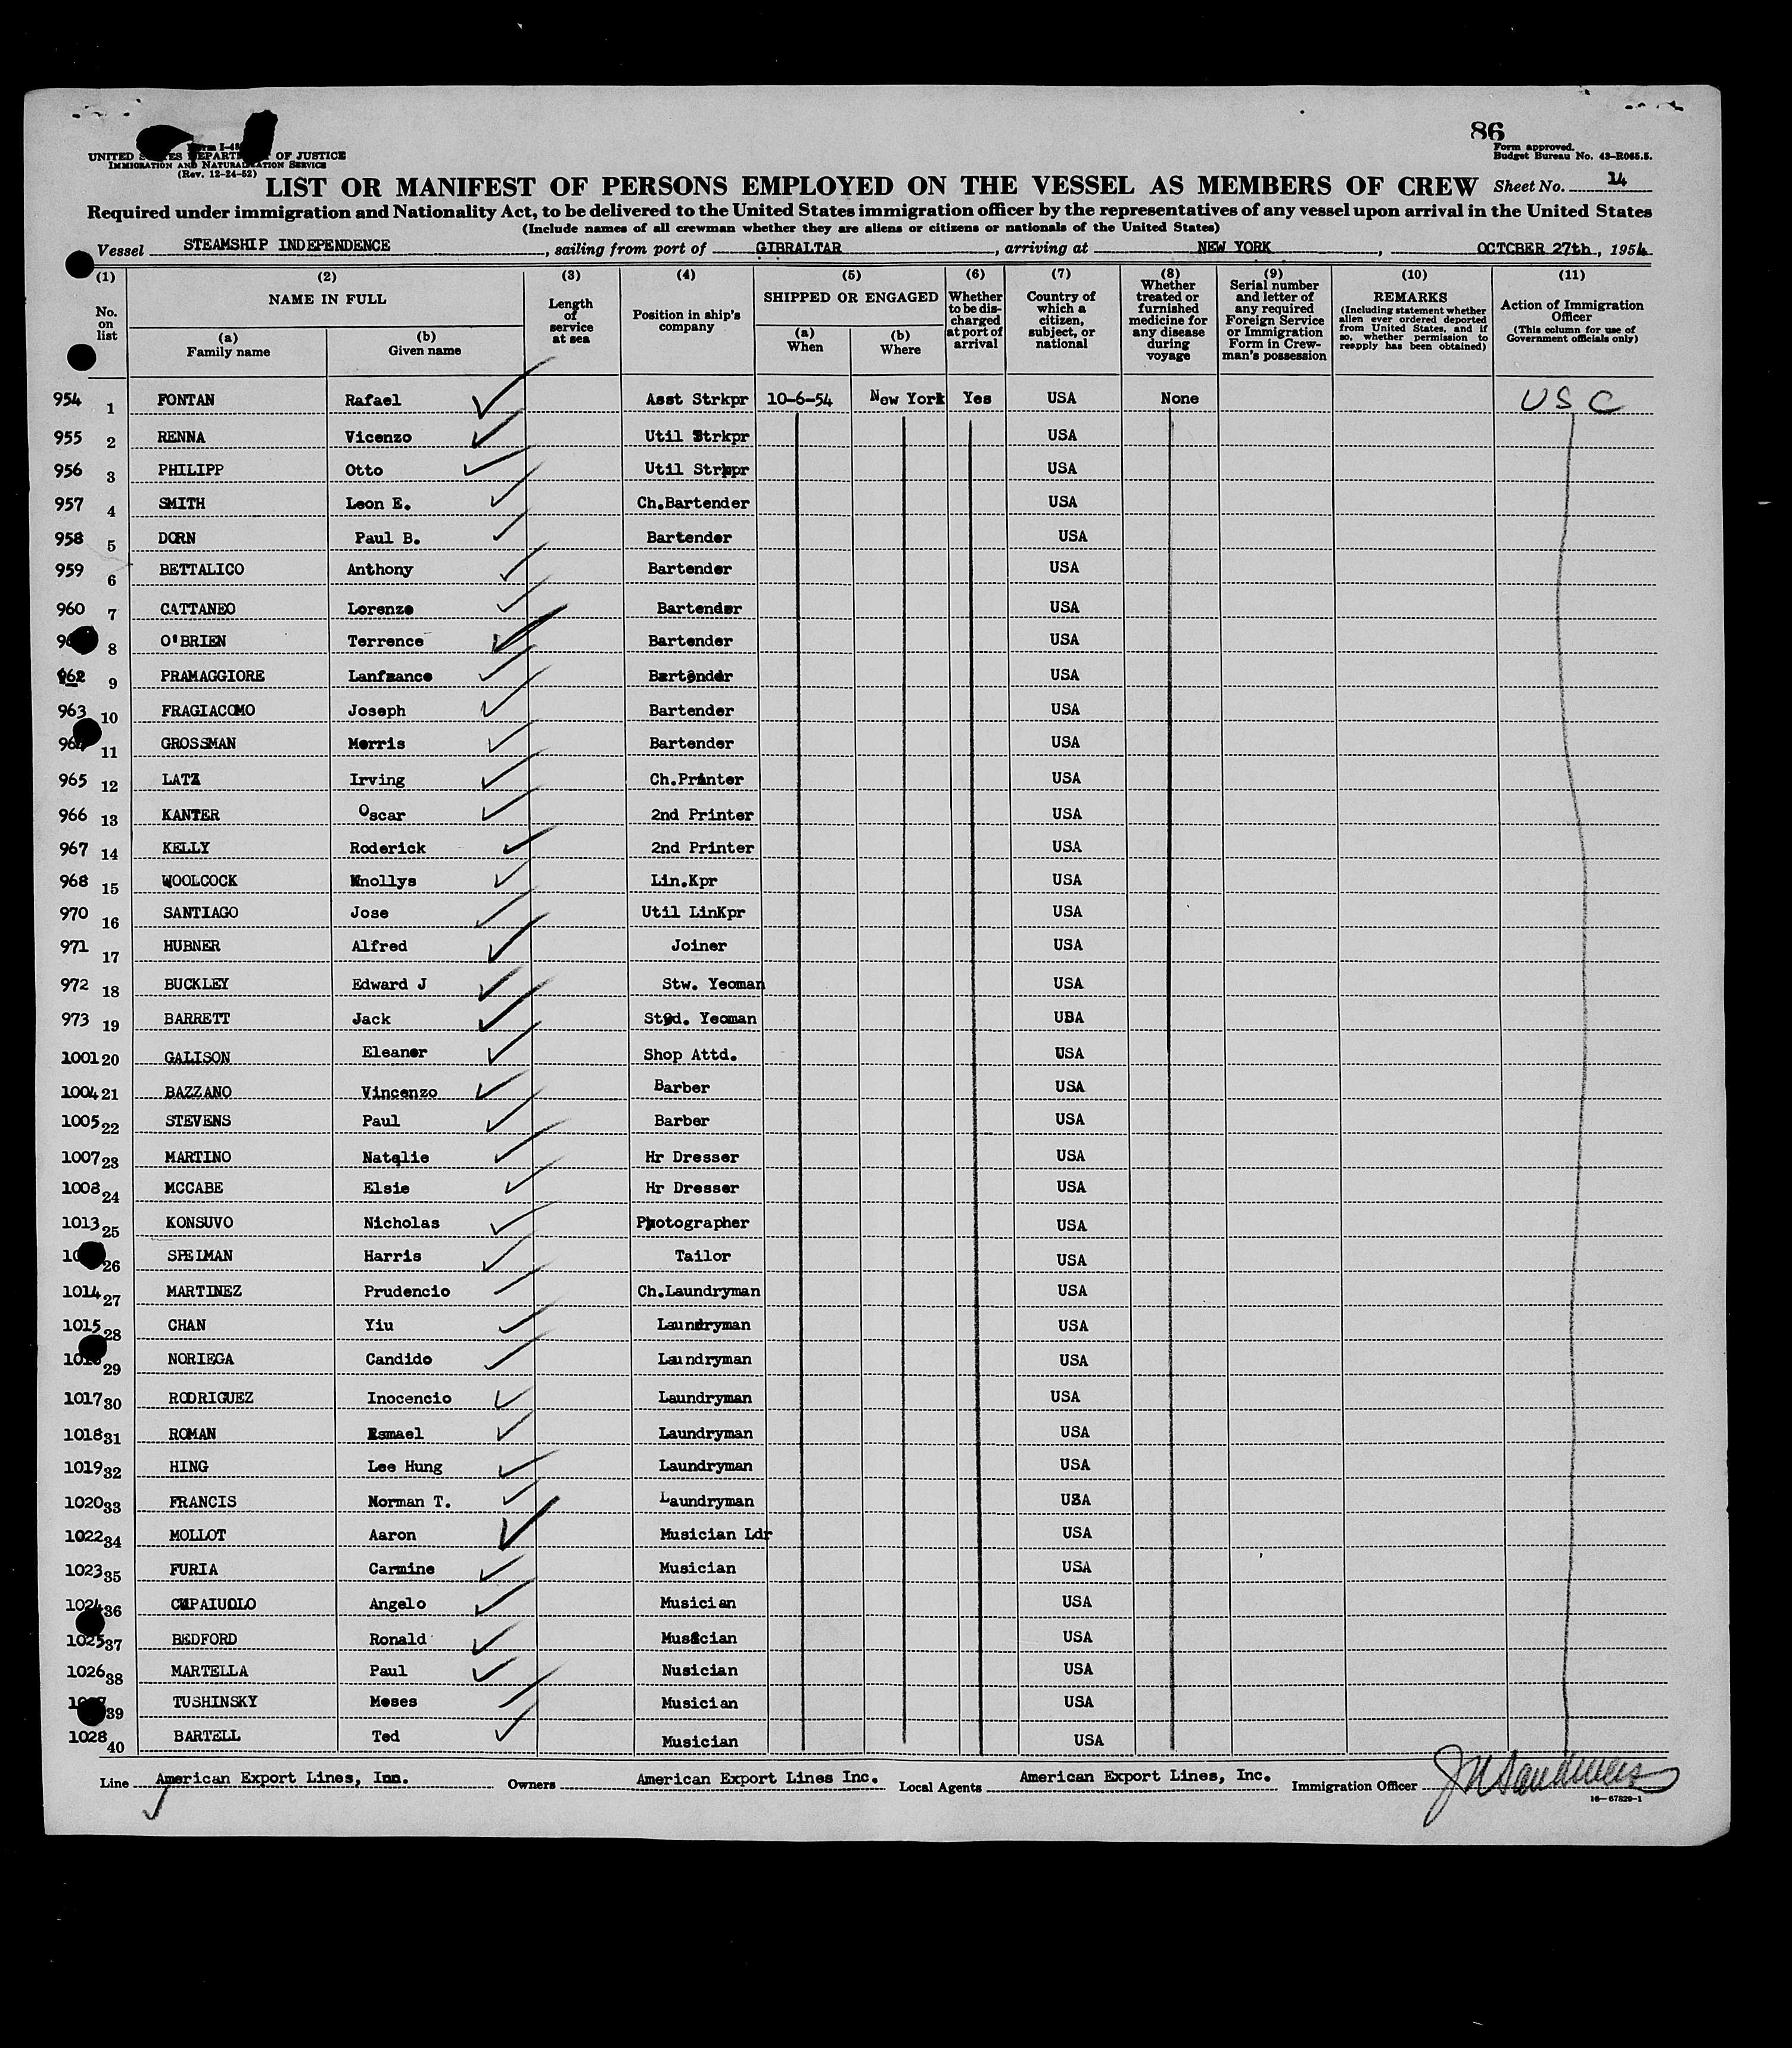 86
Form I-48
UNITED STATES DEPARTMENT OF JUSTICE
IMMIGRATION AND NATURALIZATION SERVICE
(Rev. 12-24-52)
Form approved.
Budget Bureau No. 43-R065.5.
LIST OR MANIFEST OF PERSONS EMPLOYED ON THE VESSEL AS MEMBERS OF CREW Sheet No. 14
Required under immigration and Nationality Act, to be delivered to the United States immigration officer by the representatives of any vessel upon arrival in the United States
(Include names of all crewman whether they are aliens or citizens or nationals of the United States)
Vessel STEAMSHIP INDEPENDENCE, sailing from port of GIBRALTAR, arriving at NEW YORK, OCTOBER 27th, 1954
(1) No. on list
(2) NAME IN FULL
(a) Family name
(b) Given name
(3) Length of service at sea
(4) Position in ship's company
(5) SHIPPED OR ENGAGED
(a) When
(b) Where
(6) Whether to be discharged at port of arrival
(7) Country of which a citizen, subject, or national
(8) Whether treated or furnished medicine for any disease during voyage
(9) Serial number and letter of any required Foreign Service or Immigration Form in Crewman's possession
(10) REMARKS (Including statement whether alien ever ordered deported from United States, and if so, whether permission to reapply has been obtained)
(11) Action of Immigration Officer (This column for use of Government officials only)
954 1 FONTAN Rafael Asst Strkpr 10-6-54 New York Yes USA None USC
955 2 RENNA Vicenzo Util Strkpr USA
956 3 PHILIPP Otto Util Strkpr USA
957 4 SMITH Leon E. Ch.Bartender USA
958 5 DORN Paul B. Bartender USA
959 6 BETTALICO Anthony Bartender USA
960 7 CATTANEO Lorenzo Bartender USA
8 O'BRIEN Terrence Bartender USA
962 9 PRAMAGGIORE Lanfranco Bartender USA
963 10 FRAGIACOMO Joseph Bartender USA
11 GROSSMAN Morris Bartender USA
965 12 LATZ Irving Ch.Printer USA
966 13 KANTER Oscar 2nd Printer USA
967 14 KELLY Roderick 2nd Printer USA
968 15 WOOLCOCK Knollys Lin.Kpr USA
970 16 SANTIAGO Jose Util LinKpr USA
971 17 HUBNER Alfred Joiner USA
972 18 BUCKLEY Edward J Stw. Yeoman USA
973 19 BARRETT Jack Std. Yeoman USA
1001 20 GALISON Eleanor Shop Attd. USA
1004 21 BAZZANO Vincenzo Barber USA
1005 22 STEVENS Paul Barber USA
1007 23 MARTINO Natalie Hr Dresser USA
1008 24 MCCABE Elsie Hr Dresser USA
1013 25 KONSUVO Nicholas Photographer USA
26 SPELMAN Harris Tailor USA
1014 27 MARTINEZ Prudencio Ch.Laundryman USA
1015 28 CHAN Yiu Laundryman USA
29 NORIEGA Candido Laundryman USA
1017 30 RODRIGUEZ Inocencio Laundryman USA
1018 31 ROMAN Esmael Laundryman USA
1019 32 HING Lee Hung Laundryman USA
1020 33 FRANCIS Norman T. Laundryman USA
1022 34 MOLLOT Aaron Musician Ldr USA
1023 35 FURIA Carmine Musician USA
1024 36 CUPAIUOLO Angelo Musician USA
1025 37 BEDFORD Ronald Musician USA
1026 38 MARTELLA Paul Nusician USA
39 TUSHINSKY Moses Musician USA
1028 40 BARTELL Ted Musician USA
Line American Export Lines, Inn. Owners American Export Lines Inc. Local Agents American Export Lines, Inc. Immigration Officer
16—67829-1